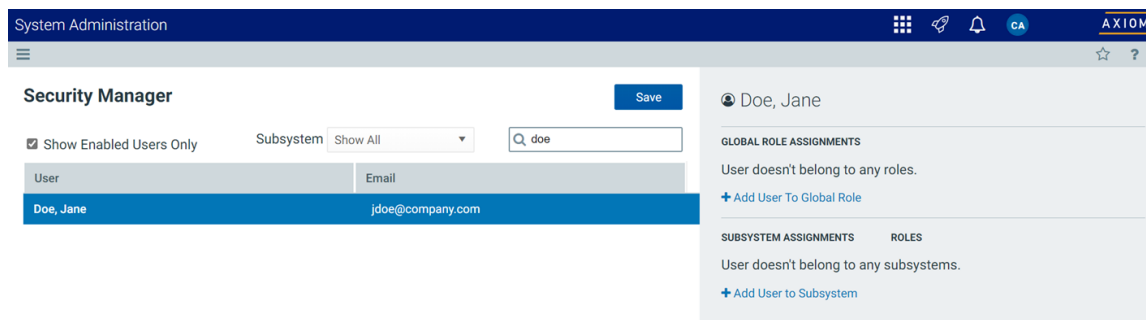 System Administration
CA
AXIOM
?
Security Manager
Save
Show Enabled Users Only
Subsystem
Show All
doe
User
Email
Doe, Jane
jdoe@company.com
Doe, Jane
GLOBAL ROLE ASSIGNMENTS
User doesn't belong to any roles.
+ Add User To Global Role
SUBSYSTEM ASSIGNMENTS ROLES
User doesn't belong to any subsystems.
+ Add User to Subsystem